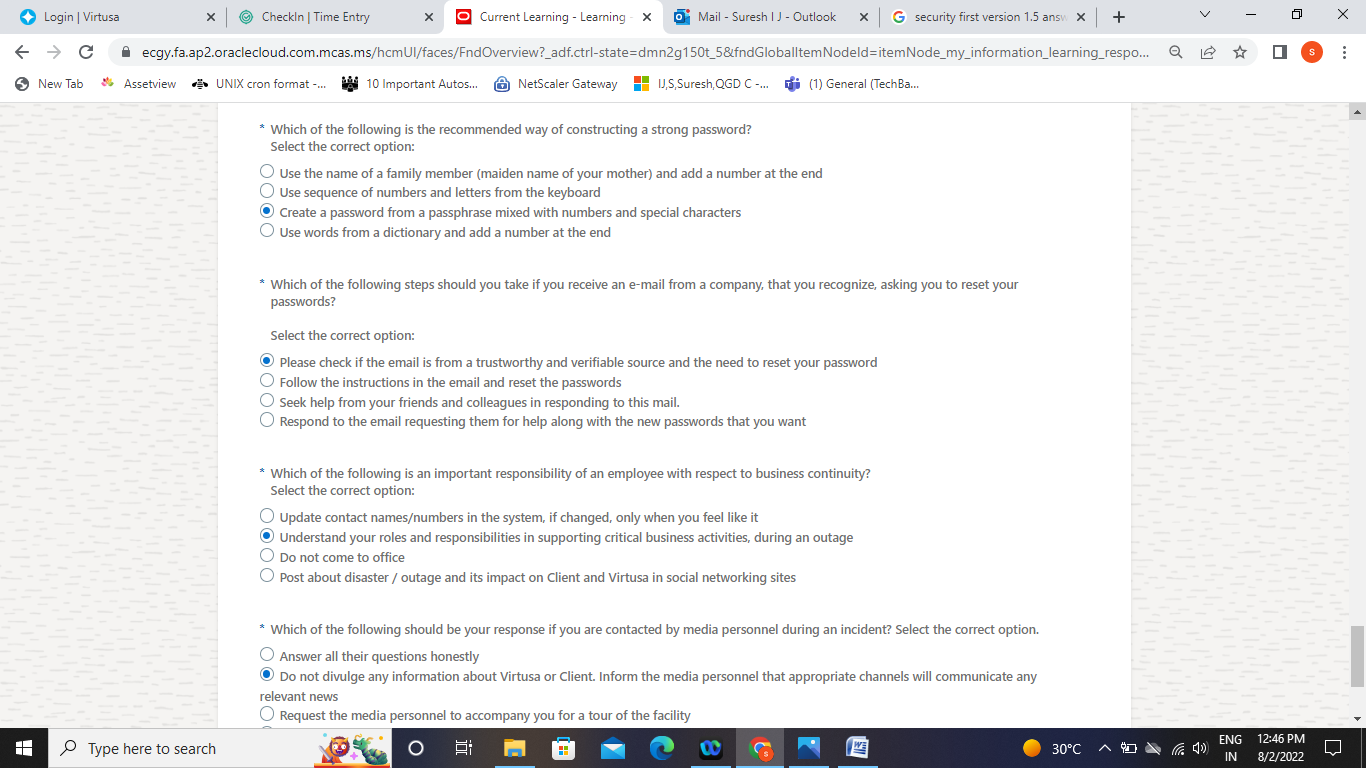 Login | Virtusa
CheckIn | Time Entry
Current Learning - Learning
Mail - Suresh I J - Outlook
security first version 1.5 answ
ecgy.fa.ap2.oraclecloud.com.mcas.ms/hcmUI/faces/FndOverview?_adf.ctrl-state=dmn2g150t_5&fndGlobalItemNodeId=itemNode_my_information_learning_respo...
S
New Tab
Assetview
UNIX cron format -...
10 Important Autos...
NetScaler Gateway
IJ,S,Suresh,QGD C -...
(1) General (TechBa...
* Which of the following is the recommended way of constructing a strong password?
Select the correct option:
Use the name of a family member (maiden name of your mother) and add a number at the end
Use sequence of numbers and letters from the keyboard
Create a password from a passphrase mixed with numbers and special characters
Use words from a dictionary and add a number at the end
* Which of the following steps should you take if you receive an e-mail from a company, that you recognize, asking you to reset your
passwords?
Select the correct option:
Please check if the email is from a trustworthy and verifiable source and the need to reset your password
Follow the instructions in the email and reset the passwords
Seek help from your friends and colleagues in responding to this mail.
Respond to the email requesting them for help along with the new passwords that you want
* Which of the following is an important responsibility of an employee with respect to business continuity?
Select the correct option:
Update contact names/numbers in the system, if changed, only when you feel like it
Understand your roles and responsibilities in supporting critical business activities, during an outage
Do not come to office
Post about disaster / outage and its impact on Client and Virtusa in social networking sites
* Which of the following should be your response if you are contacted by media personnel during an incident? Select the correct option.
Answer all their questions honestly
Do not divulge any information about Virtusa or Client. Inform the media personnel that appropriate channels will communicate any
relevant news
Request the media personnel to accompany you for a tour of the facility
Type here to search
30°C
ENG
IN
12:46 PM
8/2/2022